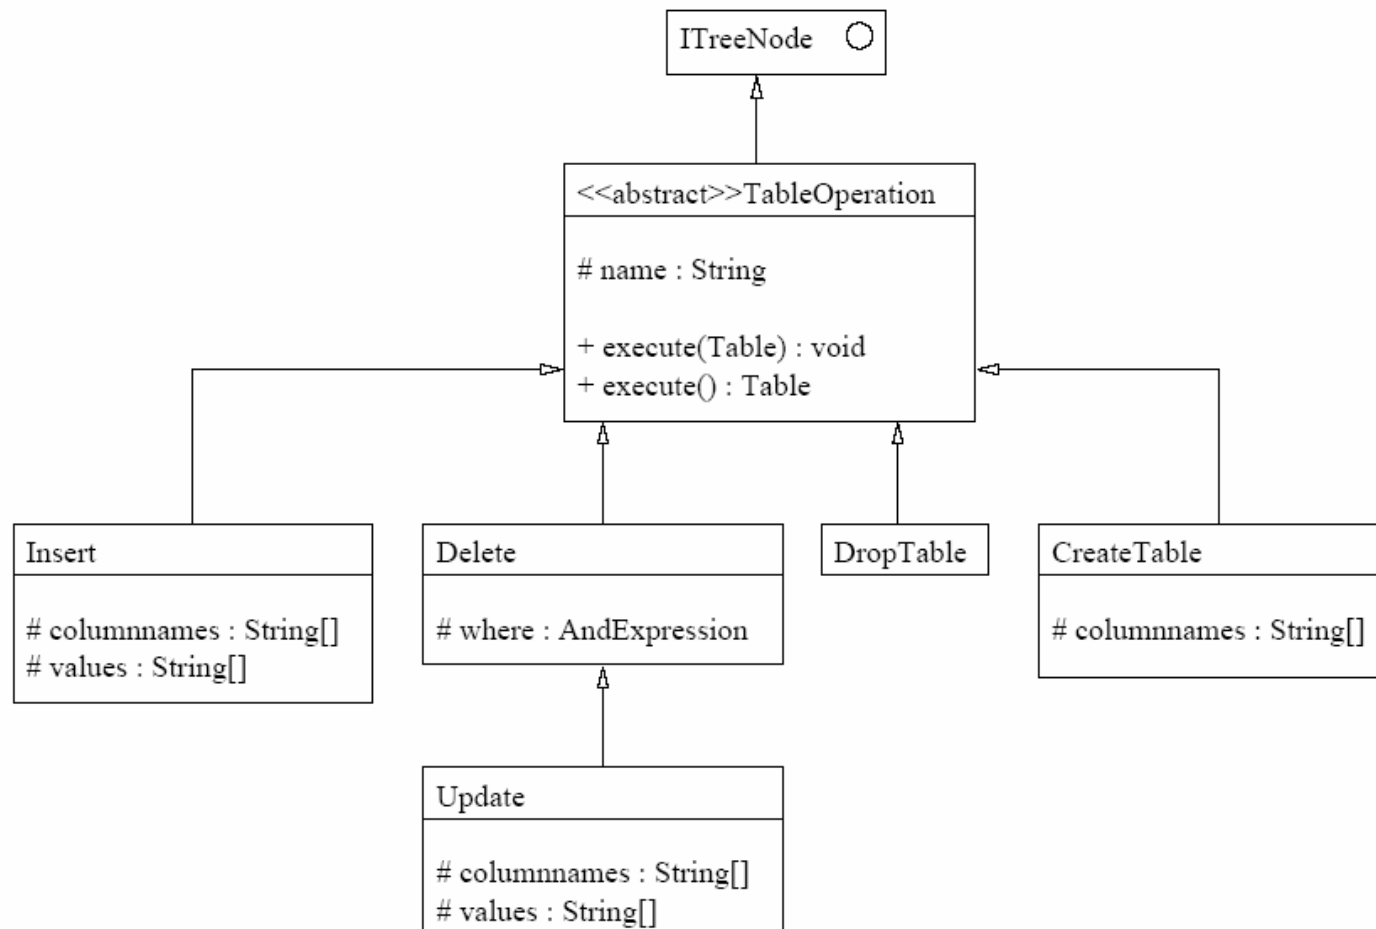 ITreeNode
<<abstract>>TableOperation
# name : String
+ execute(Table) : void
+ execute() : Table
Insert
# columnnames : String[]
# values : String[]
Delete
# where : AndExpression
DropTable
CreateTable
# columnnames : String[]
Update
# columnnames : String[]
# values : String[]